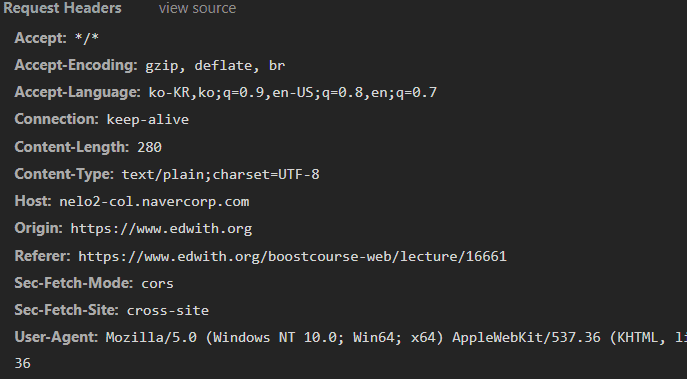 Request Headers view source
Accept: */*
Accept-Encoding: gzip, deflate, br
Accept-Language: ko-KR,ko;q=0.9,en-US;q=0.8,en;q=0.7
Connection: keep-alive
Content-Length: 280
Content-Type: text/plain;charset=UTF-8
Host: nelo2-col.navercorp.com
Origin: https://www.edwith.org
Referer: https://www.edwith.org/boostcourse-web/lecture/16661
Sec-Fetch-Mode: cors
Sec-Fetch-Site: cross-site
User-Agent: Mozilla/5.0 (Windows NT 10.0; Win64; x64) AppleWebKit/537.36 (KHTML, li
36